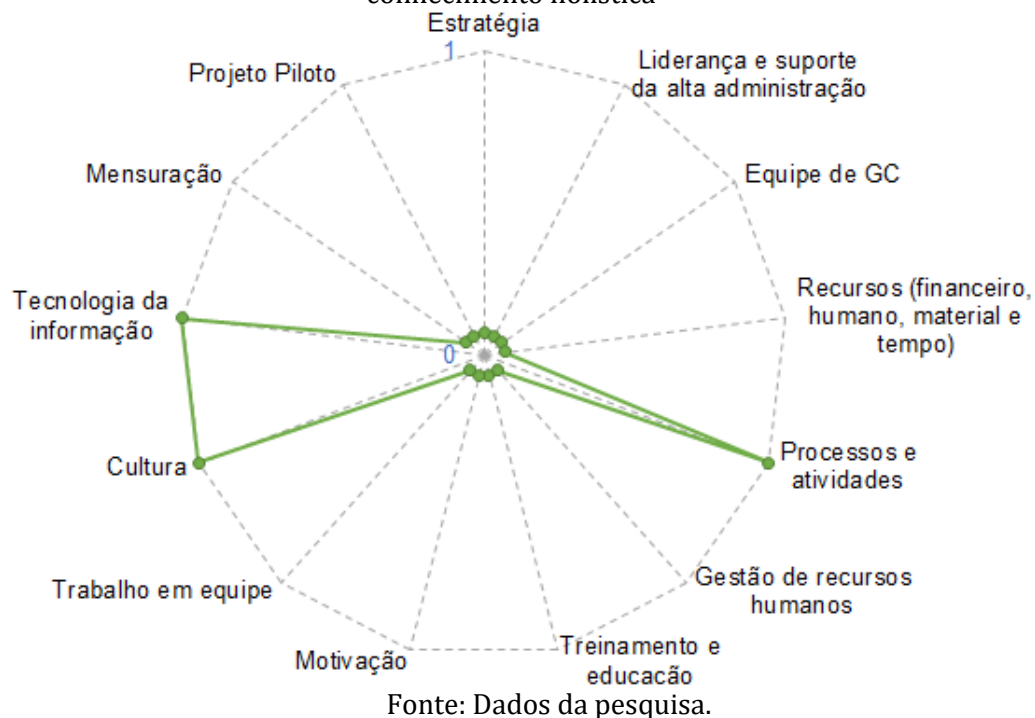 conhecimento holística
Estratégia
1
Liderança e suporte
da alta administração
Projeto Piloto
Equipe de GC
Mensuração
Recursos (financeiro,
humano, material e
tempo)
Tecnologia da
informação
0
Processos e
atividades
Cultura
Gestão de recursos
humanos
Trabalho em equipe
Treinamento e
educação
Motivação
Fonte: Dados da pesquisa.